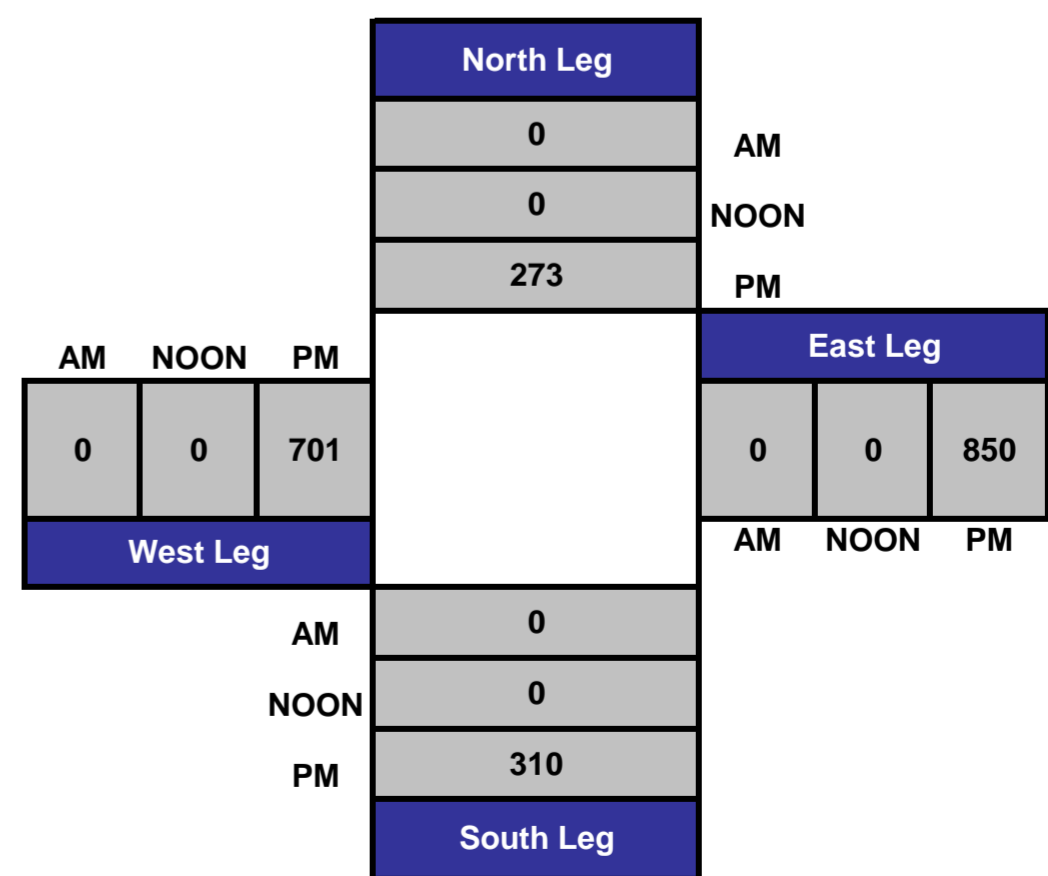 North Leg
0
AM
0
NOON
273
PM
East Leg
AM NOON PM
0 0 701
0 0 850
West Leg
AM NOON PM
AM
0
NOON
0
PM
310
South Leg